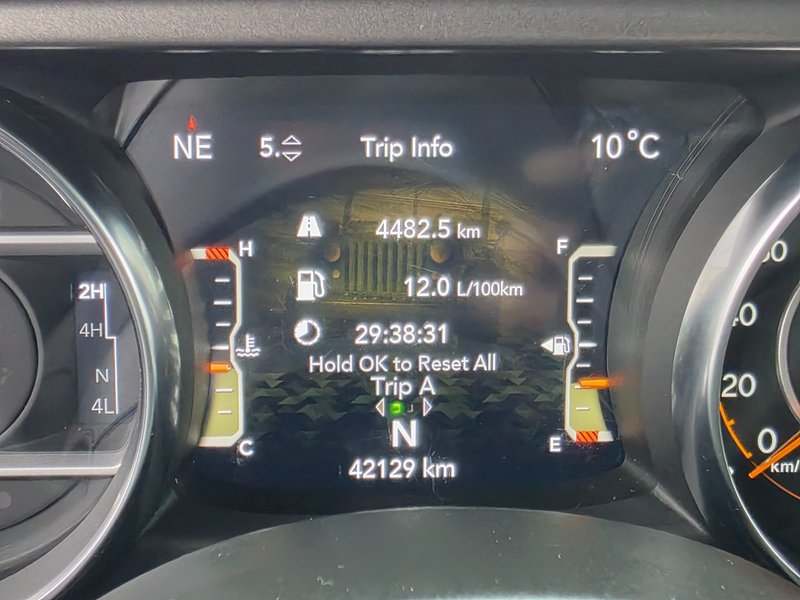 NE 5. Trip Info 10°C
4482.5 km
H F
12.0 L/100km
2H
29:38:31
4H
Hold OK to Reset All
N
Trip A
4L
N
C E
42129 km
20
0
km/